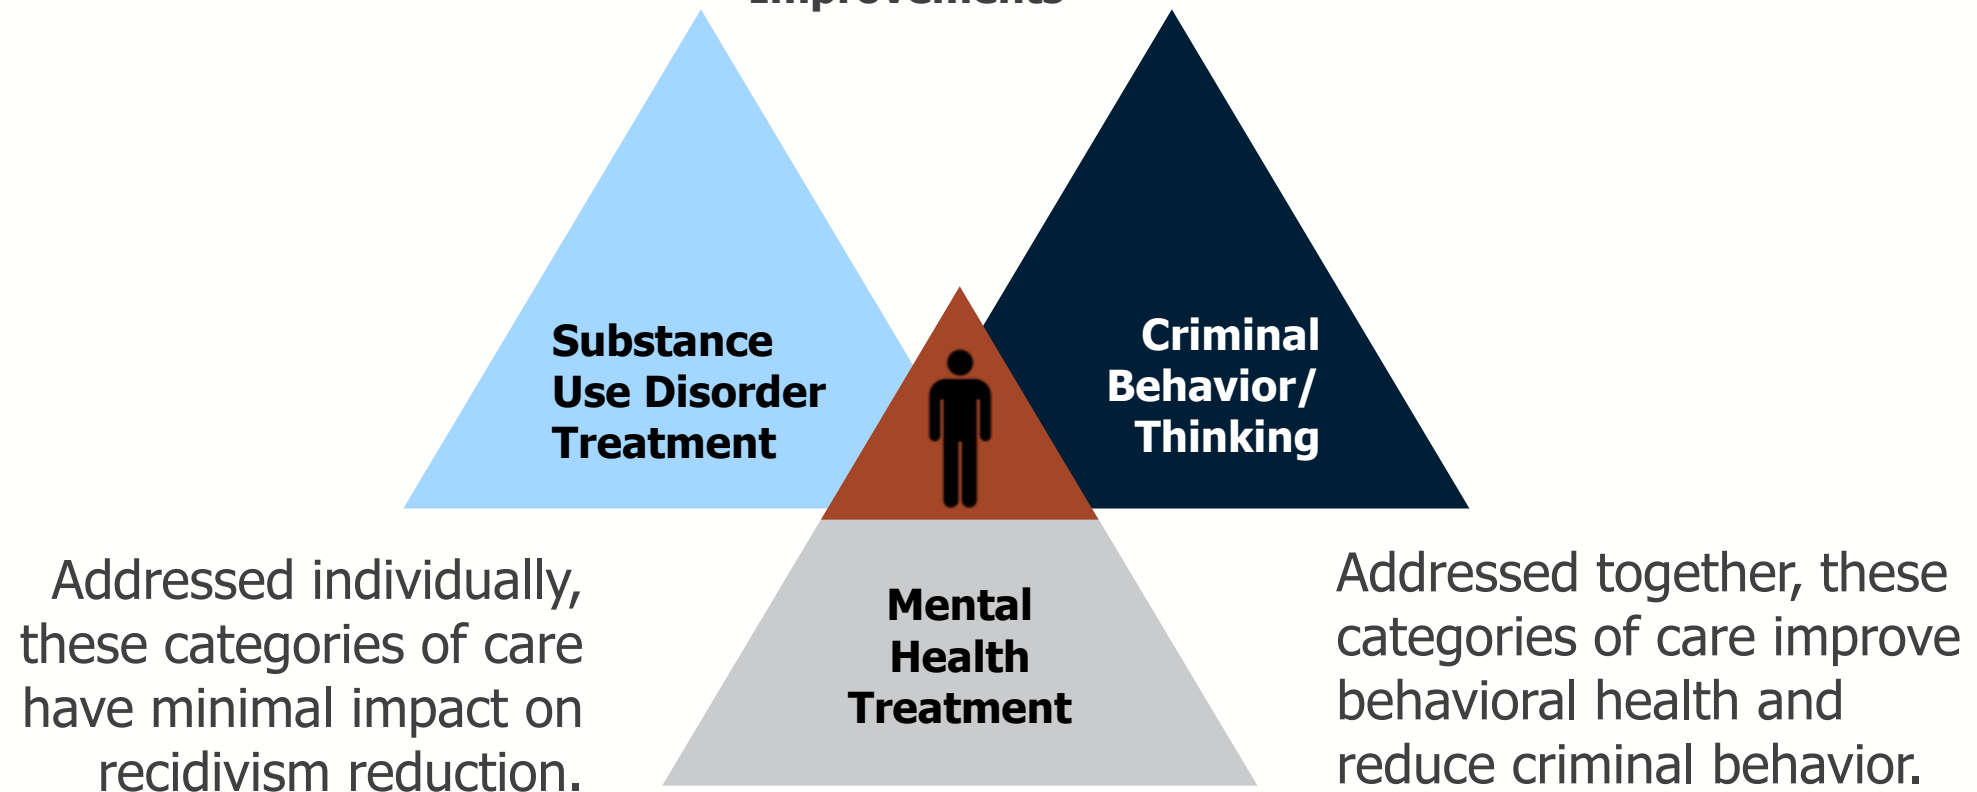 Improvements
Substance
Use Disorder
Treatment
Criminal
Behavior/
Thinking
Mental
Health
Treatment
Addressed individually,
these categories of care
have minimal impact on
recidivism reduction.
Addressed together, these
categories of care improve
behavioral health and
reduce criminal behavior.